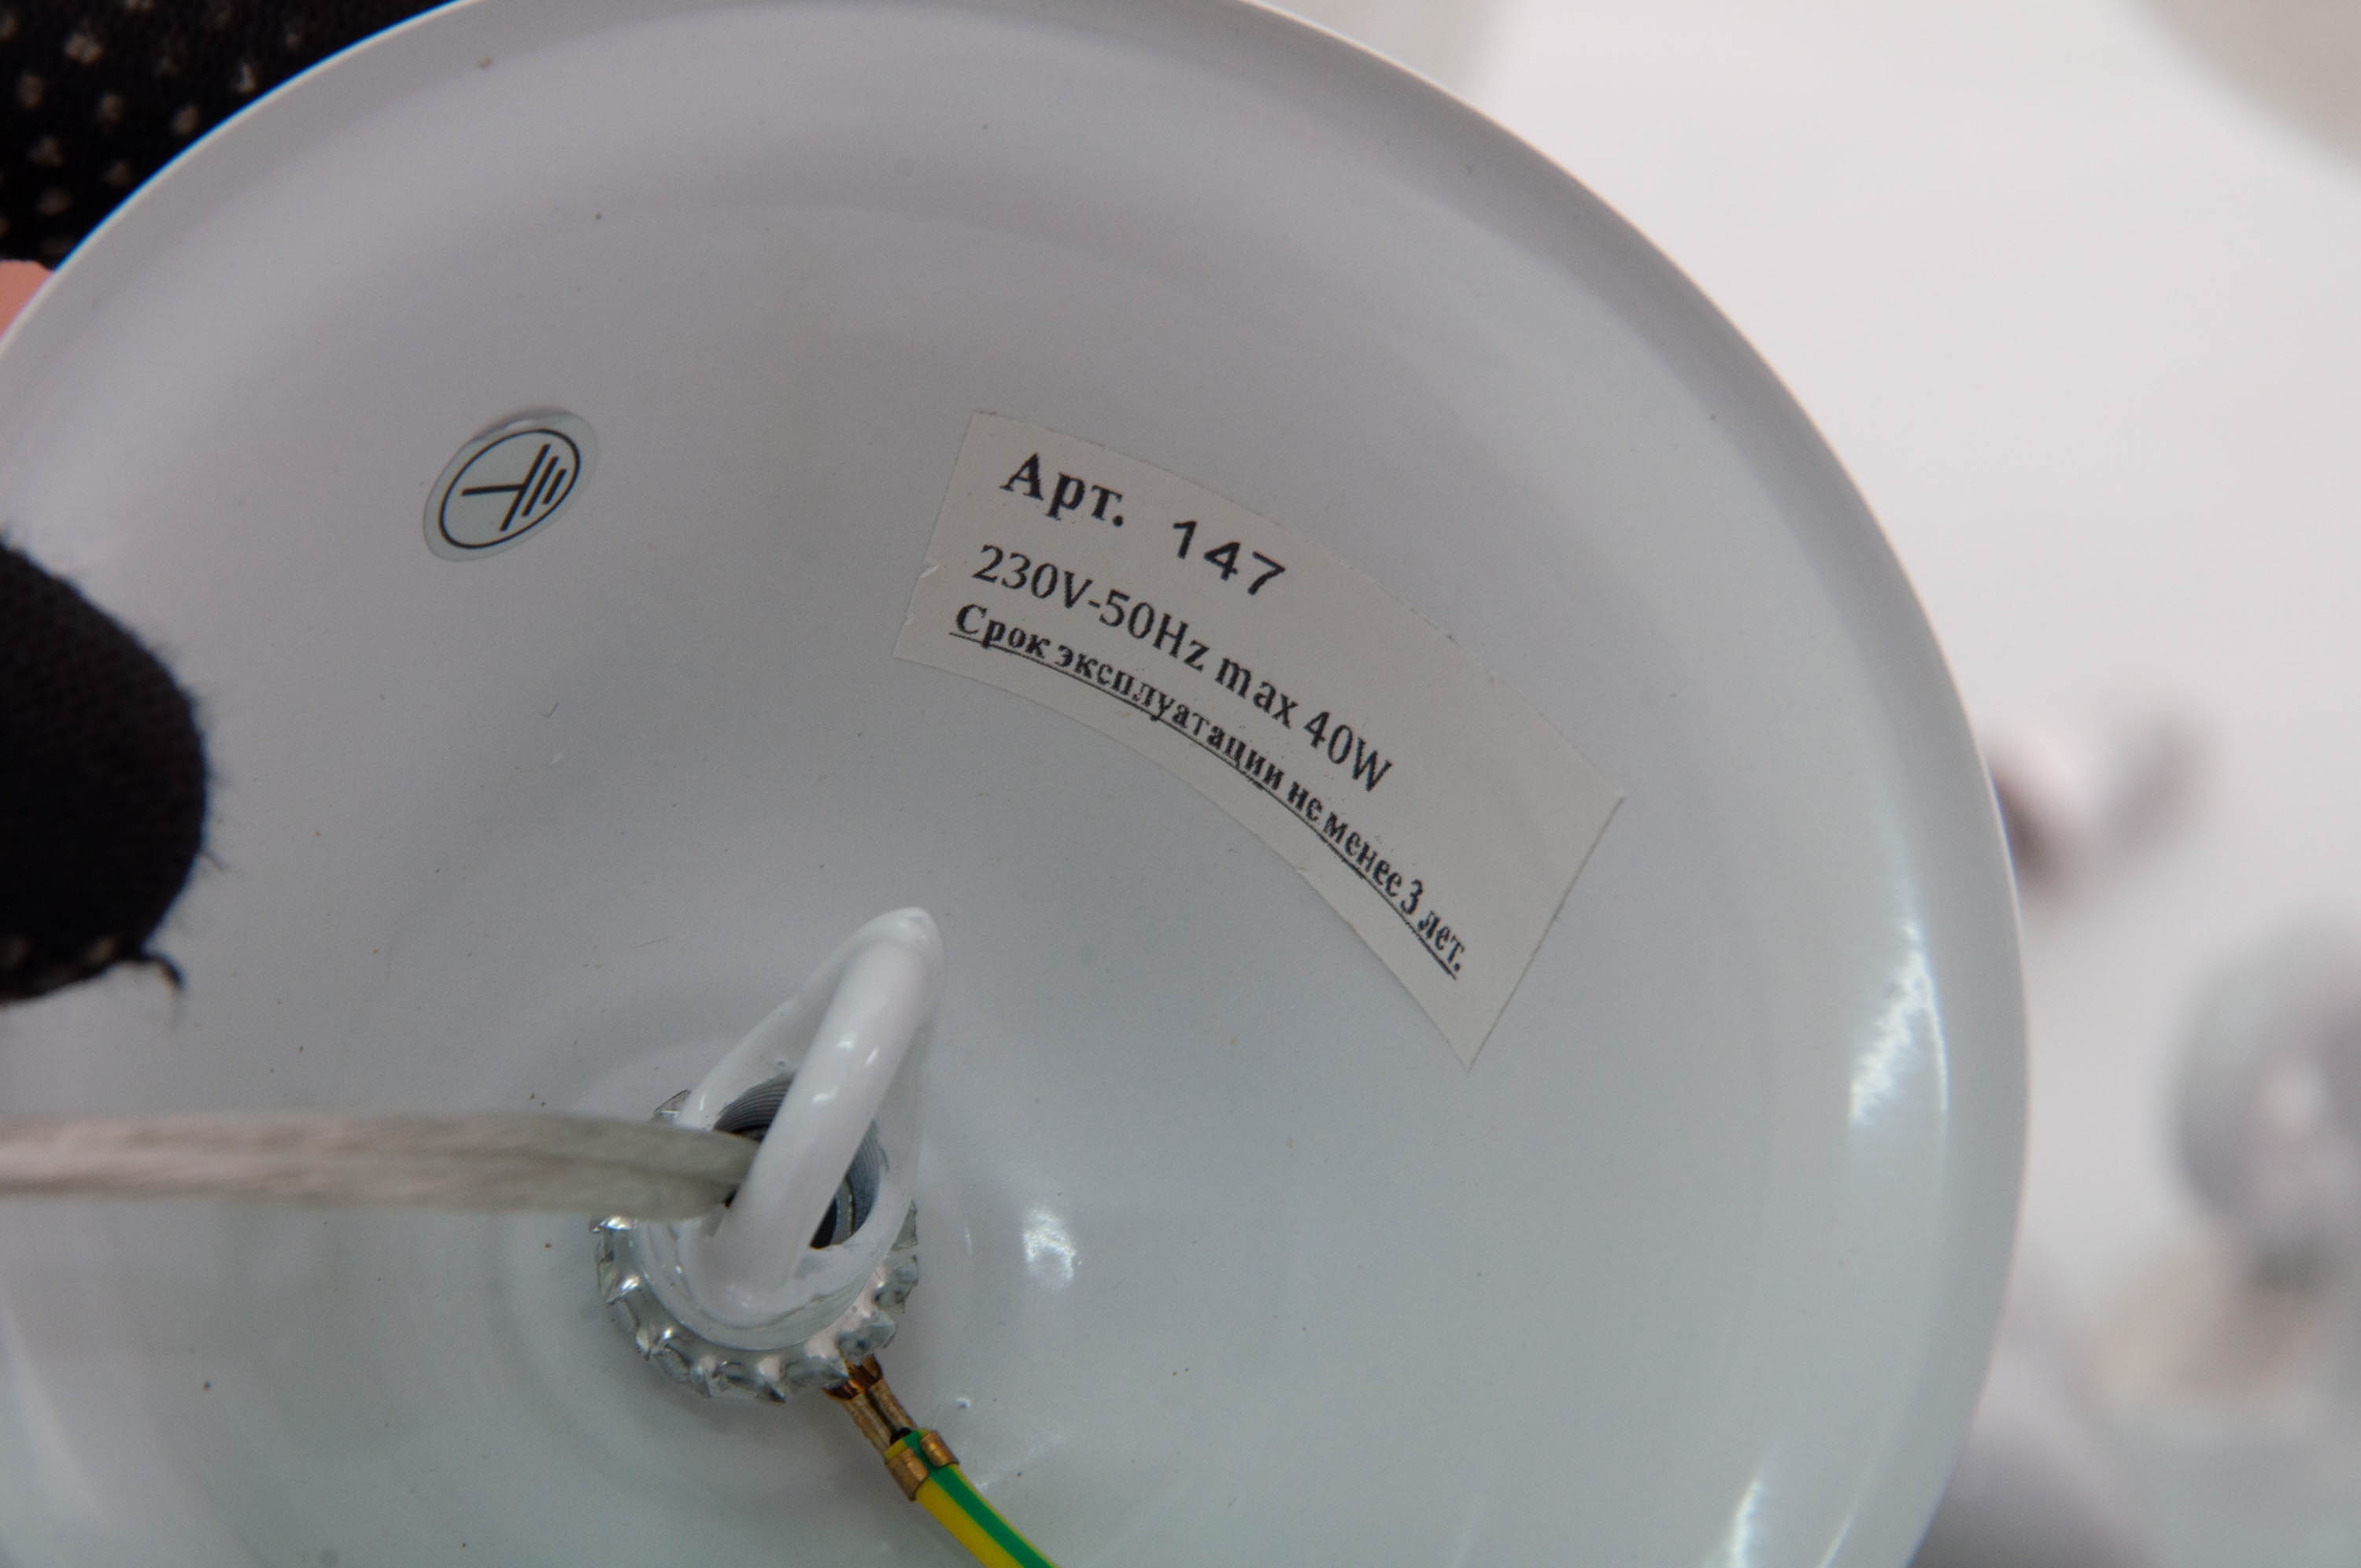 Арт. 147
230V-50Hz max 40W
Срок эксплуатации не менее 3 лет.